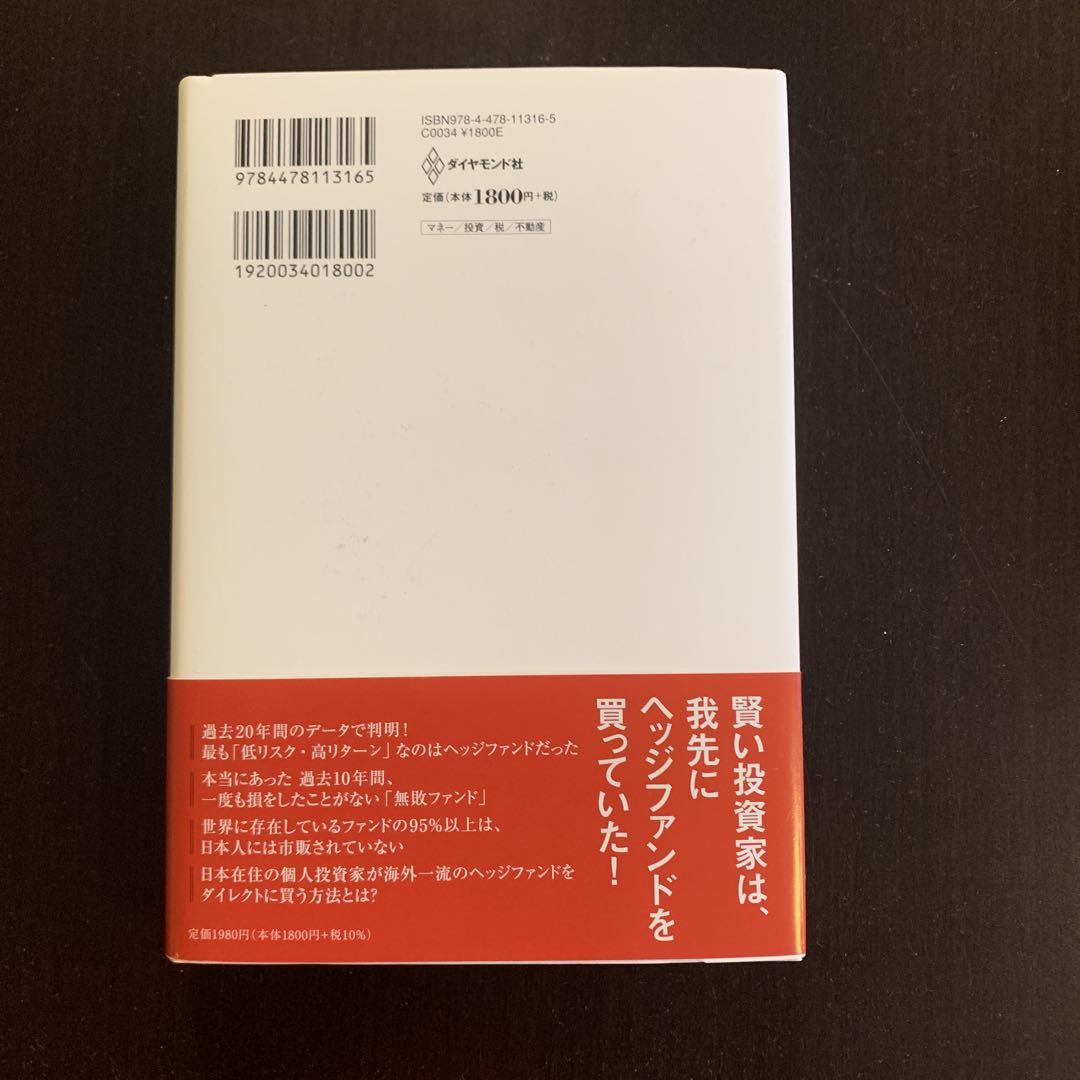 9784478113165
1920034018002
ISBN978-4-478-11316-5
C0034 ¥1800E
ダイヤモンド社
定価(本体1800円+税)
マネー/投資/税/不動産
賢い投資家は、
我先に
ヘッジファンドを
買っていた!
過去20年間のデータで判明!
最も「低リスク・高リターン」なのはヘッジファンドだった
本当にあった 過去10年間、
一度も損をしたことがない「無敗ファンド」
世界に存在しているファンドの95%以上は、
日本人には市販されていない
日本在住の個人投資家が海外一流のヘッジファンドを
ダイレクトに買う方法とは?
定価1980円(本体1800円+税10%)